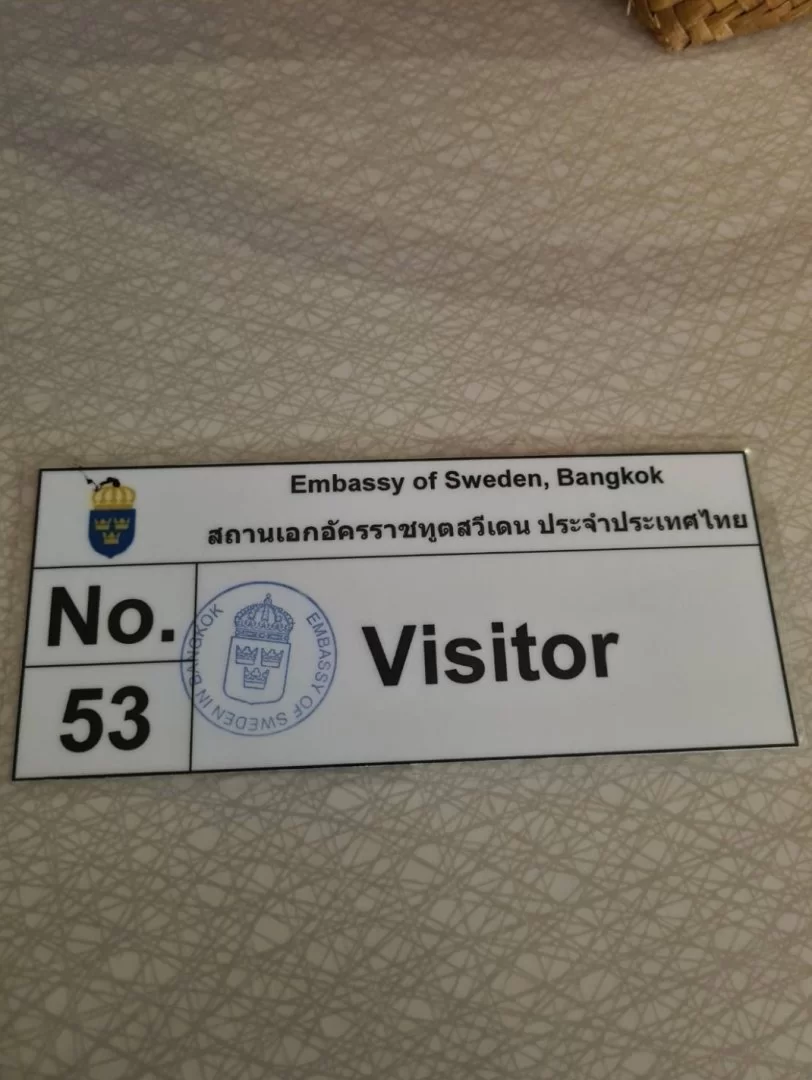 Embassy of Sweden, Bangkok
สถานเอกอัครราชทูตสวีเดน ประจำประเทศไทย
No.
53
EMBASSY OF SWEDEN IN BANGKOK
Visitor